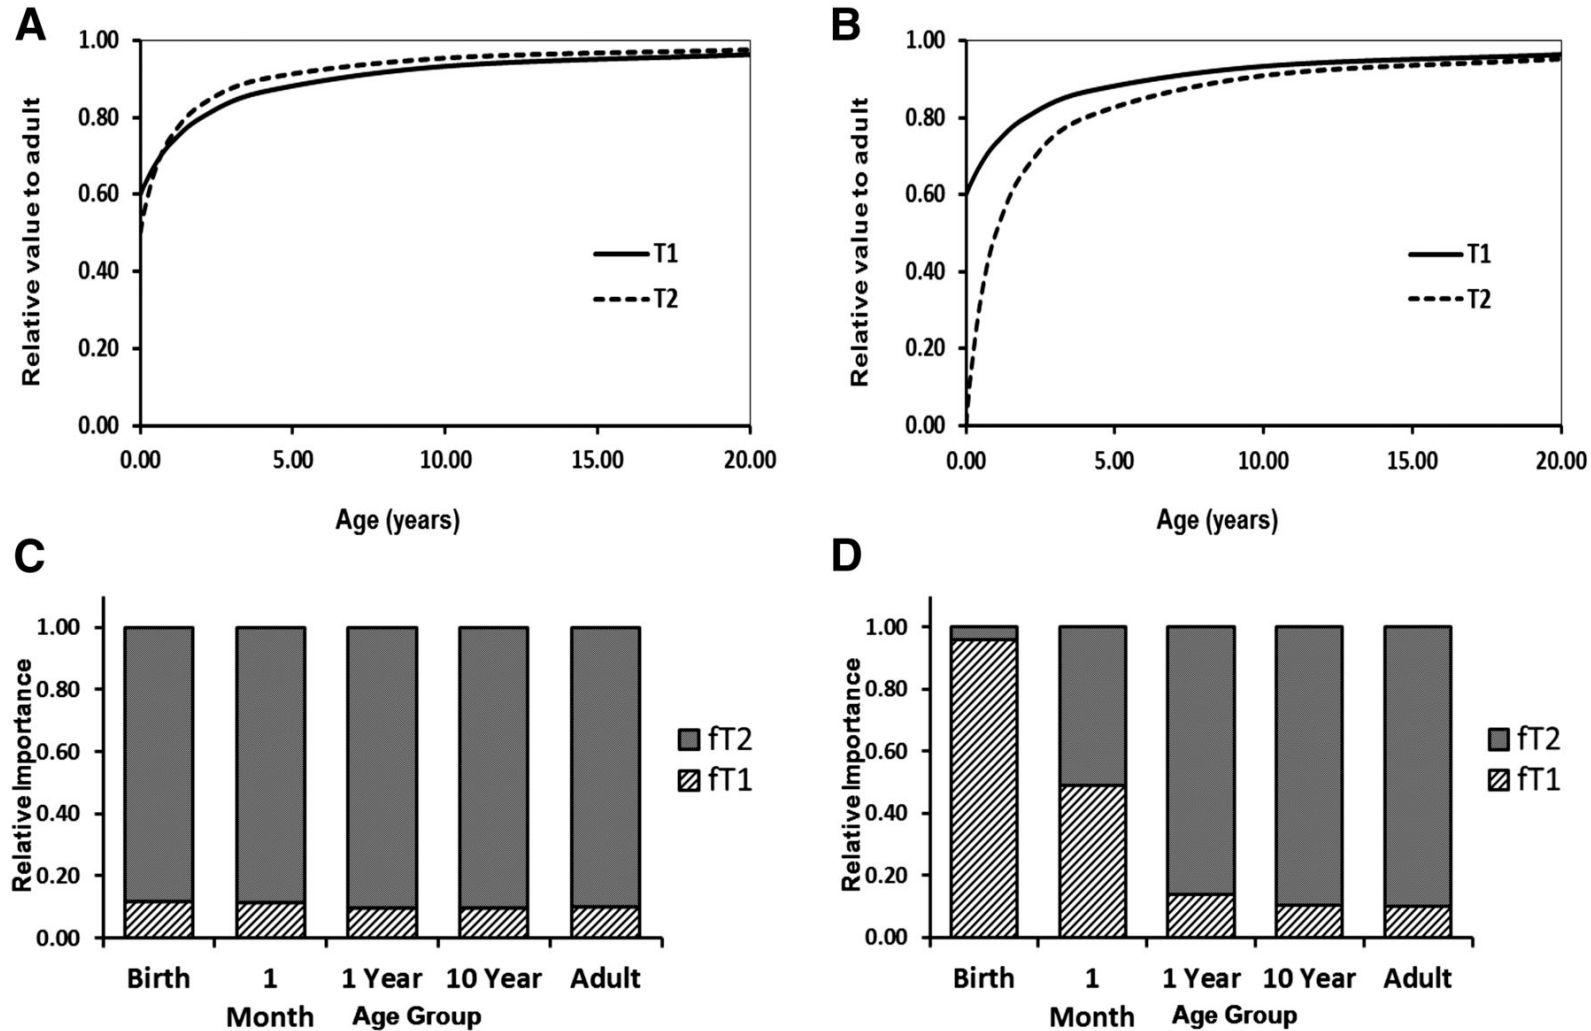 A
Relative value to adult
1.00
0.80
0.60
0.40
0.20
0.00
T1
T2
0.00 5.00 10.00 15.00 20.00
Age (years)
B
Relative value to adult
1.00
0.80
0.60
0.40
0.20
0.00
T1
T2
0.00 5.00 10.00 15.00 20.00
Age (years)
C
Relative Importance
1.00
0.80
0.60
0.40
0.20
0.00
fT2
fT1
Birth 1 1 Year 10 Year Adult
Month Age Group
D
Relative Importance
1.00
0.80
0.60
0.40
0.20
0.00
fT2
fT1
Birth 1 1 Year 10 Year Adult
Month Age Group